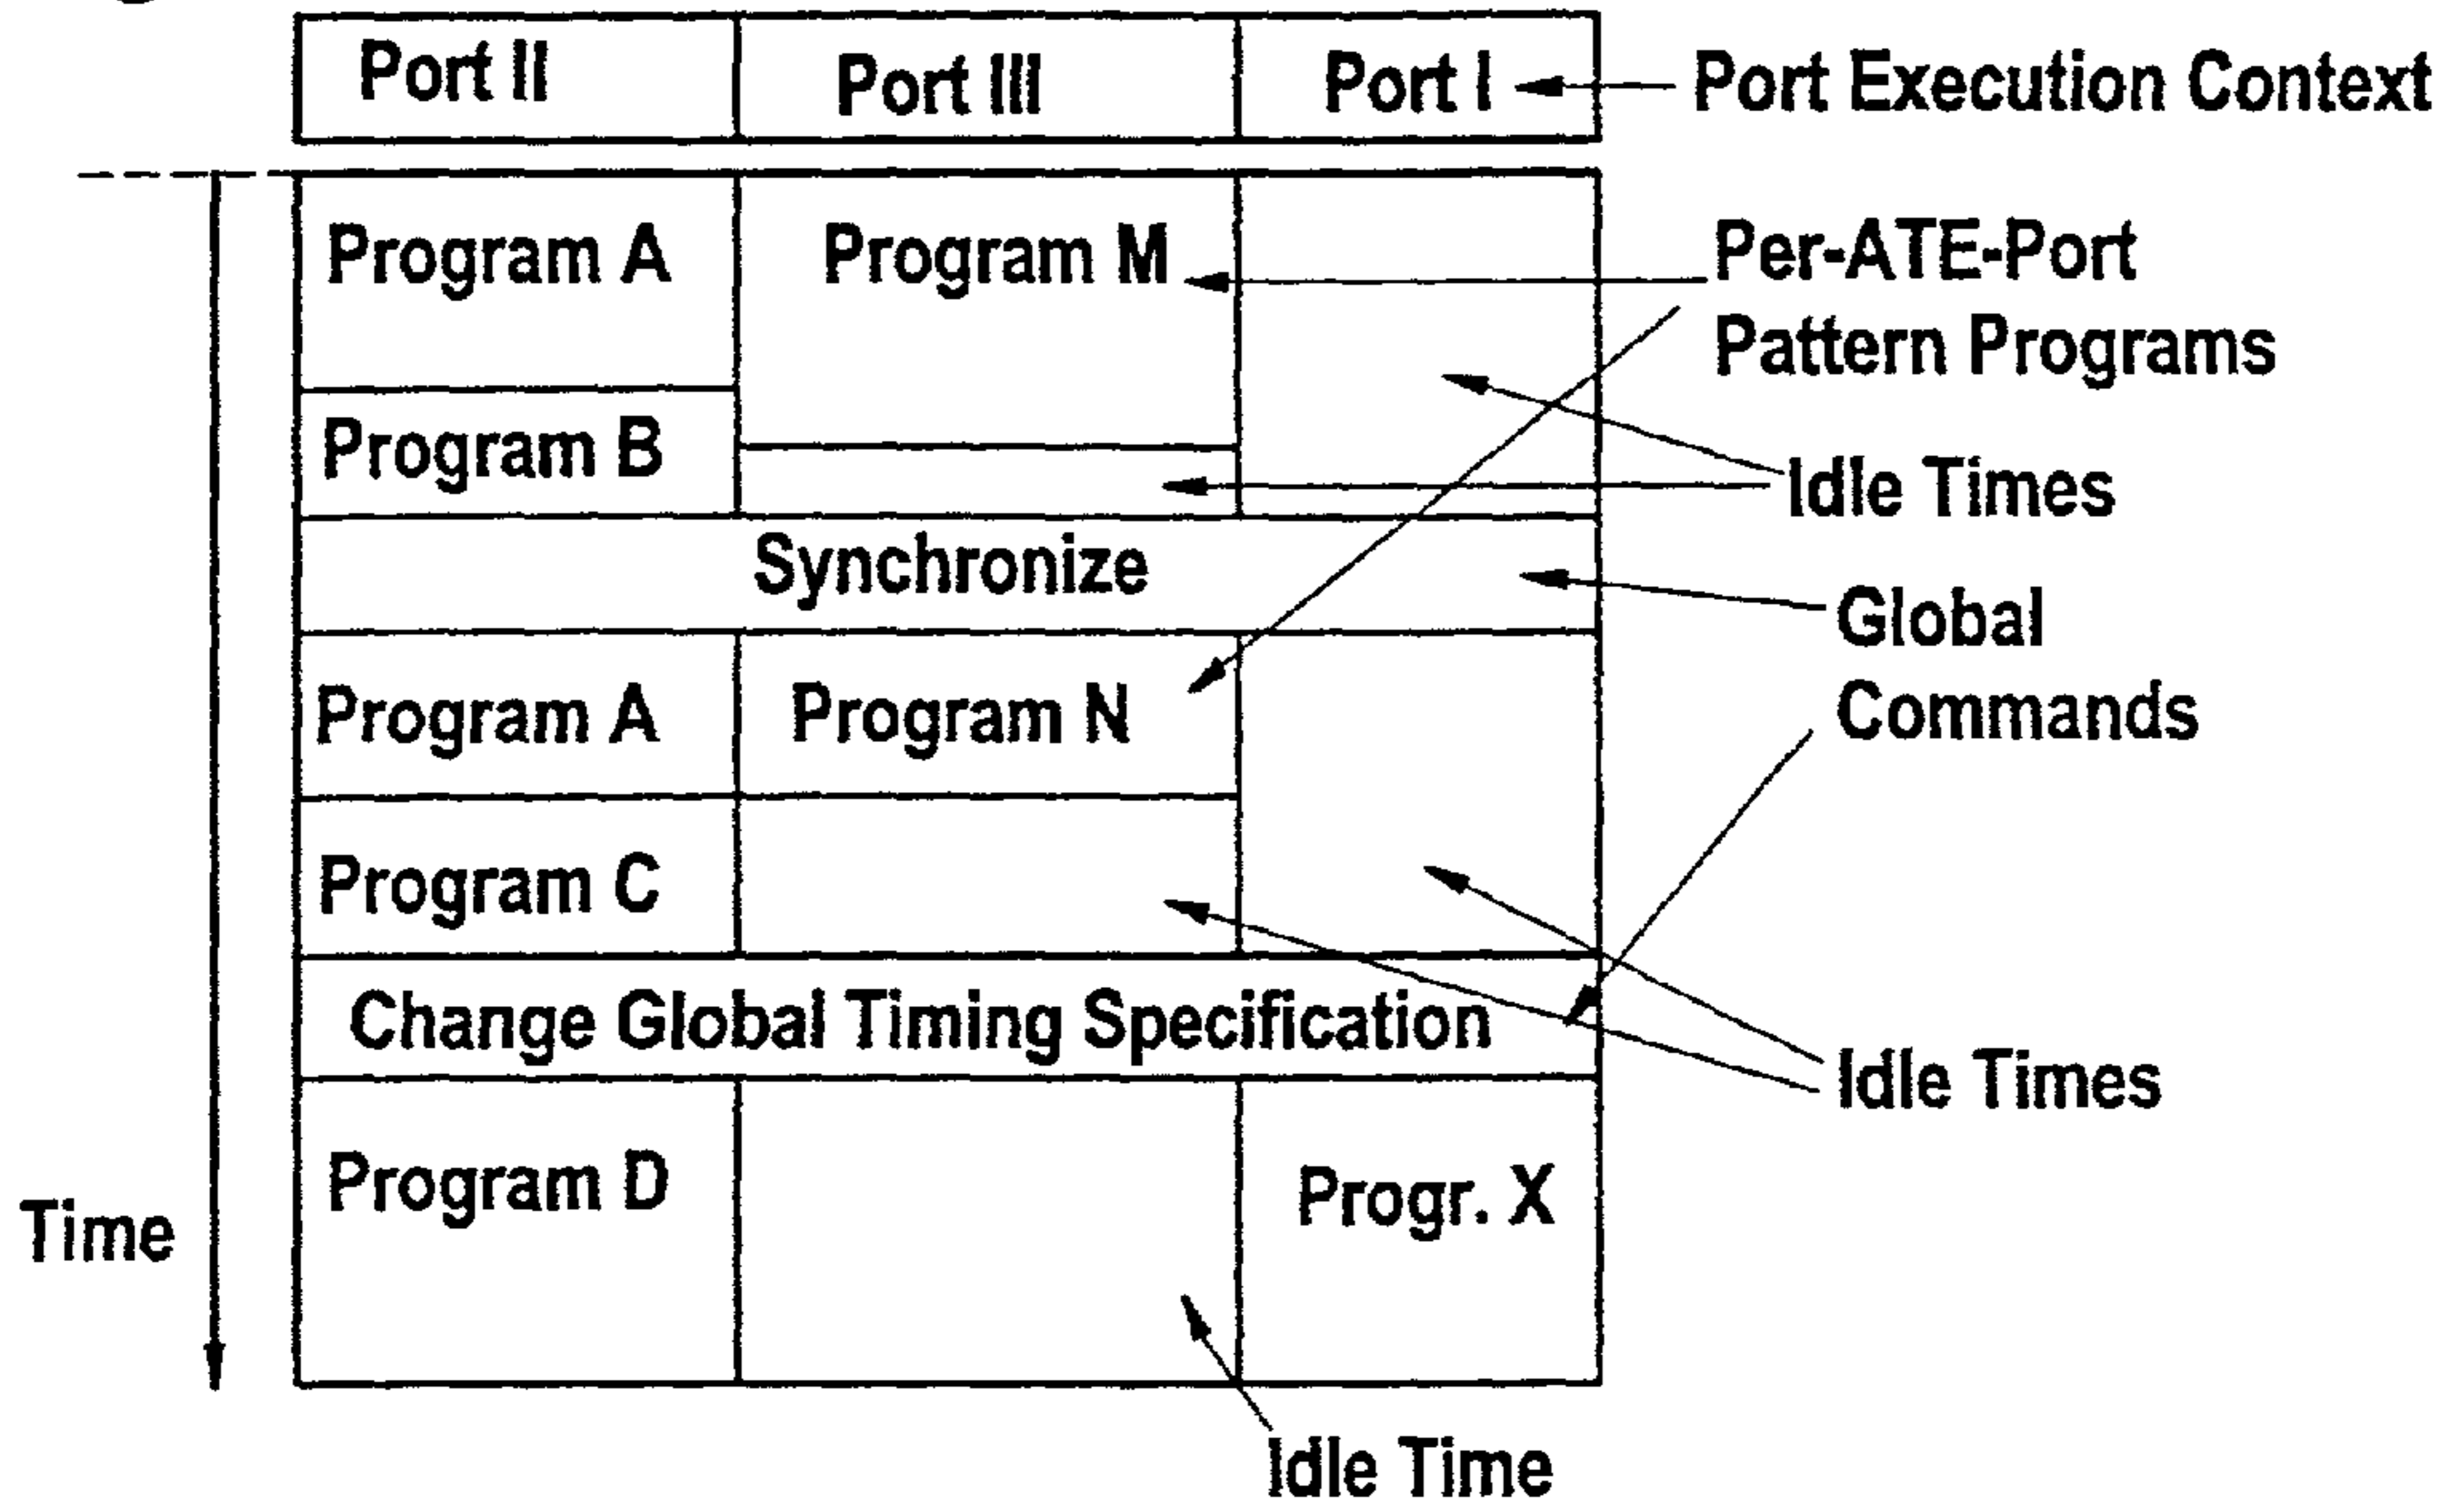 Port II Port III Port I Port Execution Context
Program A Program M Per-ATE-Port
Pattern Programs
Program B Idle Times
Synchronize
Global
Commands
Program A Program N
Program C
Change Global Timing Specification
Idle Times
Program D Progr. X
Time
Idle Time